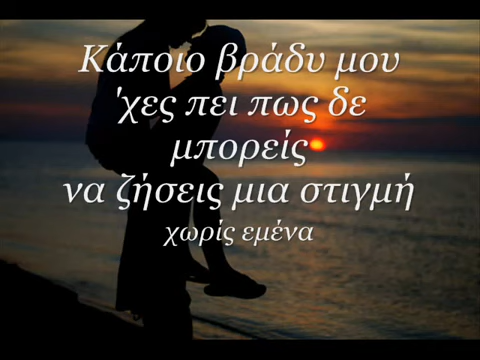 Κάποιο βράδυ μου
'χες πει πως δε
μπορείς
να ζήσεις μια στιγμή
χωρίς εμένα